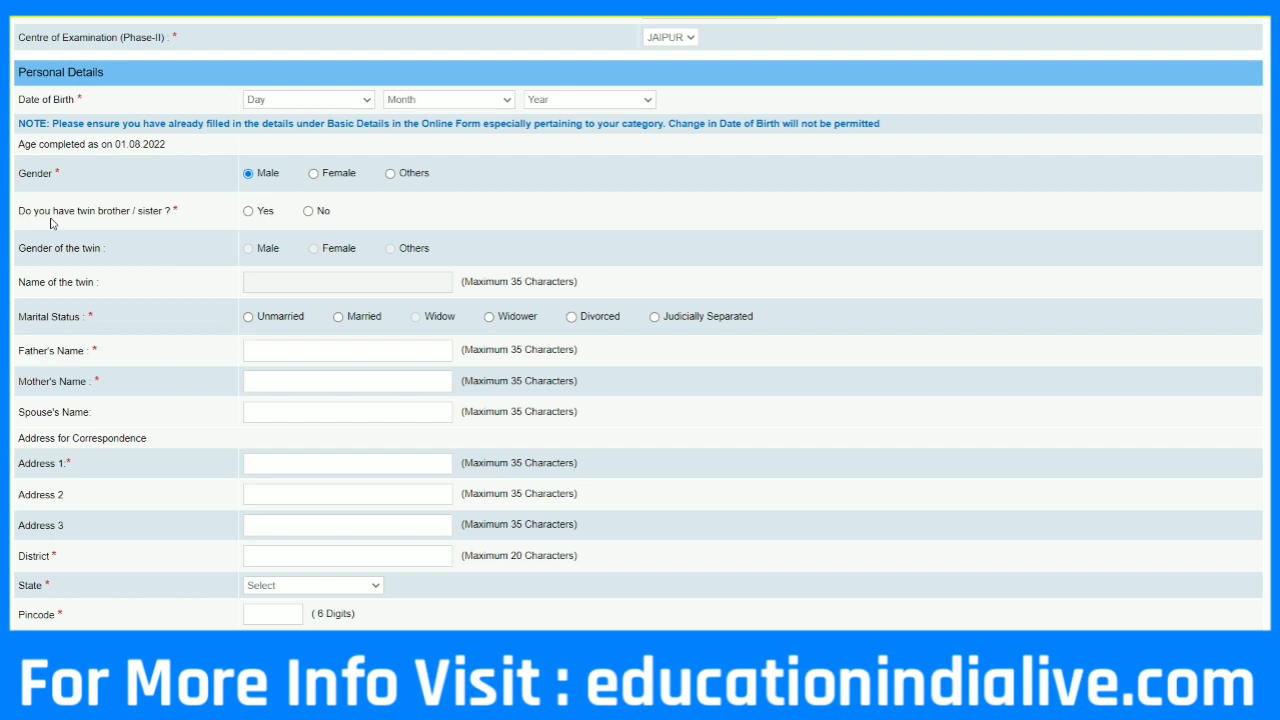 Centre of Examination (Phase-II) : * JAIPUR
Personal Details
Date of Birth * Day Month Year
NOTE: Please ensure you have already filled in the details under Basic Details in the Online Form especially pertaining to your category. Change in Date of Birth will not be permitted
Age completed as on 01.08.2022
Gender * Male Female Others
Do you have twin brother / sister ? * Yes No
Gender of the twin : Male Female Others
Name of the twin : (Maximum 35 Characters)
Marital Status : * Unmarried Married Widow Widower Divorced Judicially Separated
Father's Name : * (Maximum 35 Characters)
Mother's Name : * (Maximum 35 Characters)
Spouse's Name: (Maximum 35 Characters)
Address for Correspondence
Address 1:* (Maximum 35 Characters)
Address 2 (Maximum 35 Characters)
Address 3 (Maximum 35 Characters)
District * (Maximum 20 Characters)
State * Select
Pincode * ( 6 Digits)
For More Info Visit : educationindialive.com